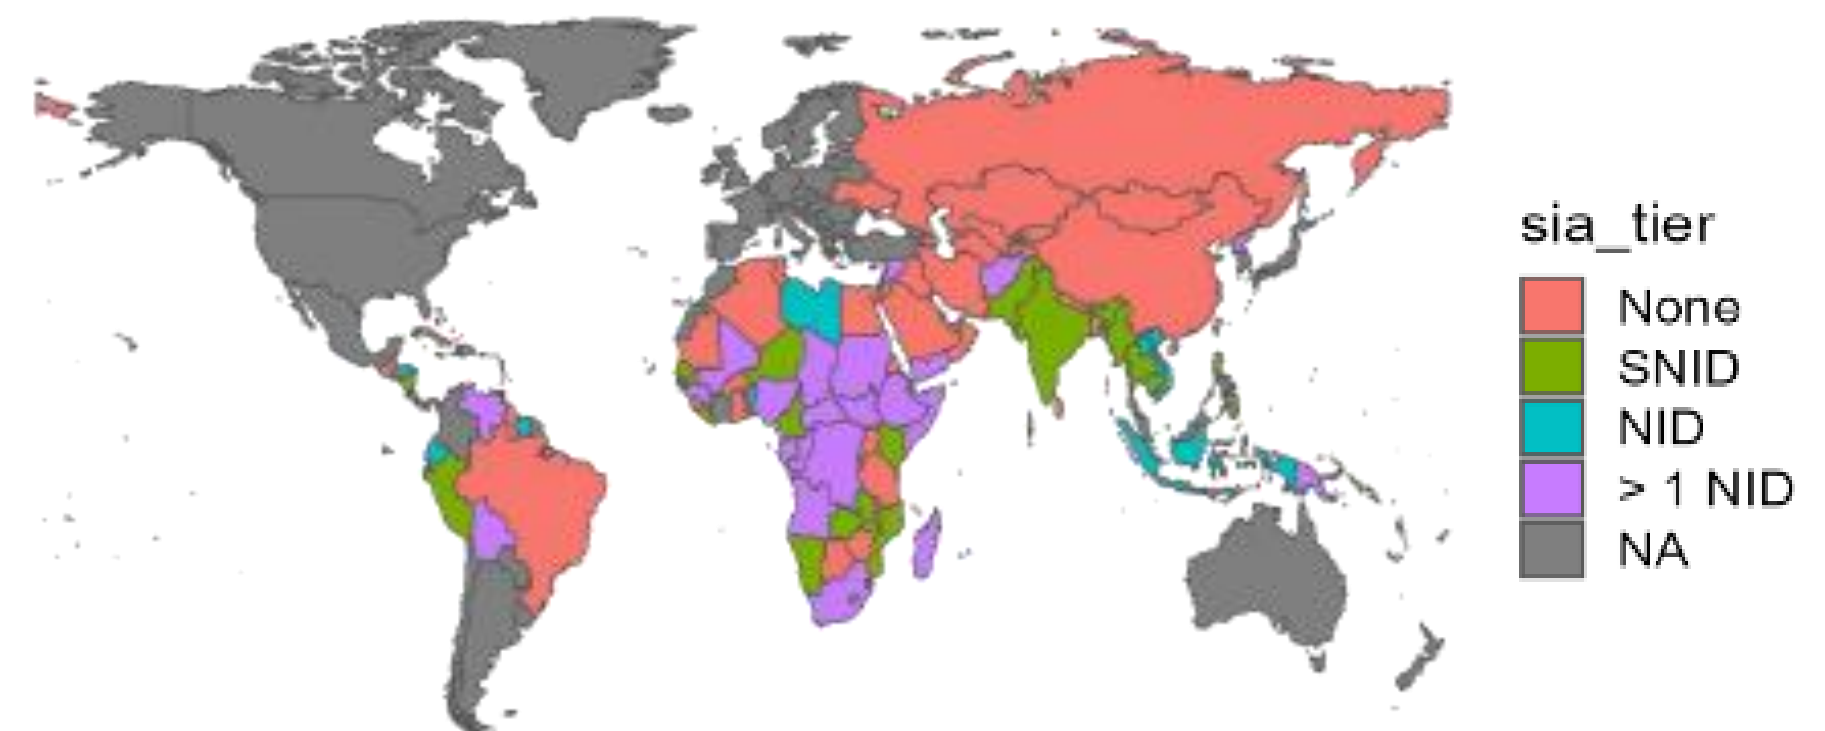 sia_tier
None
SNID
NID
> 1 NID
NA